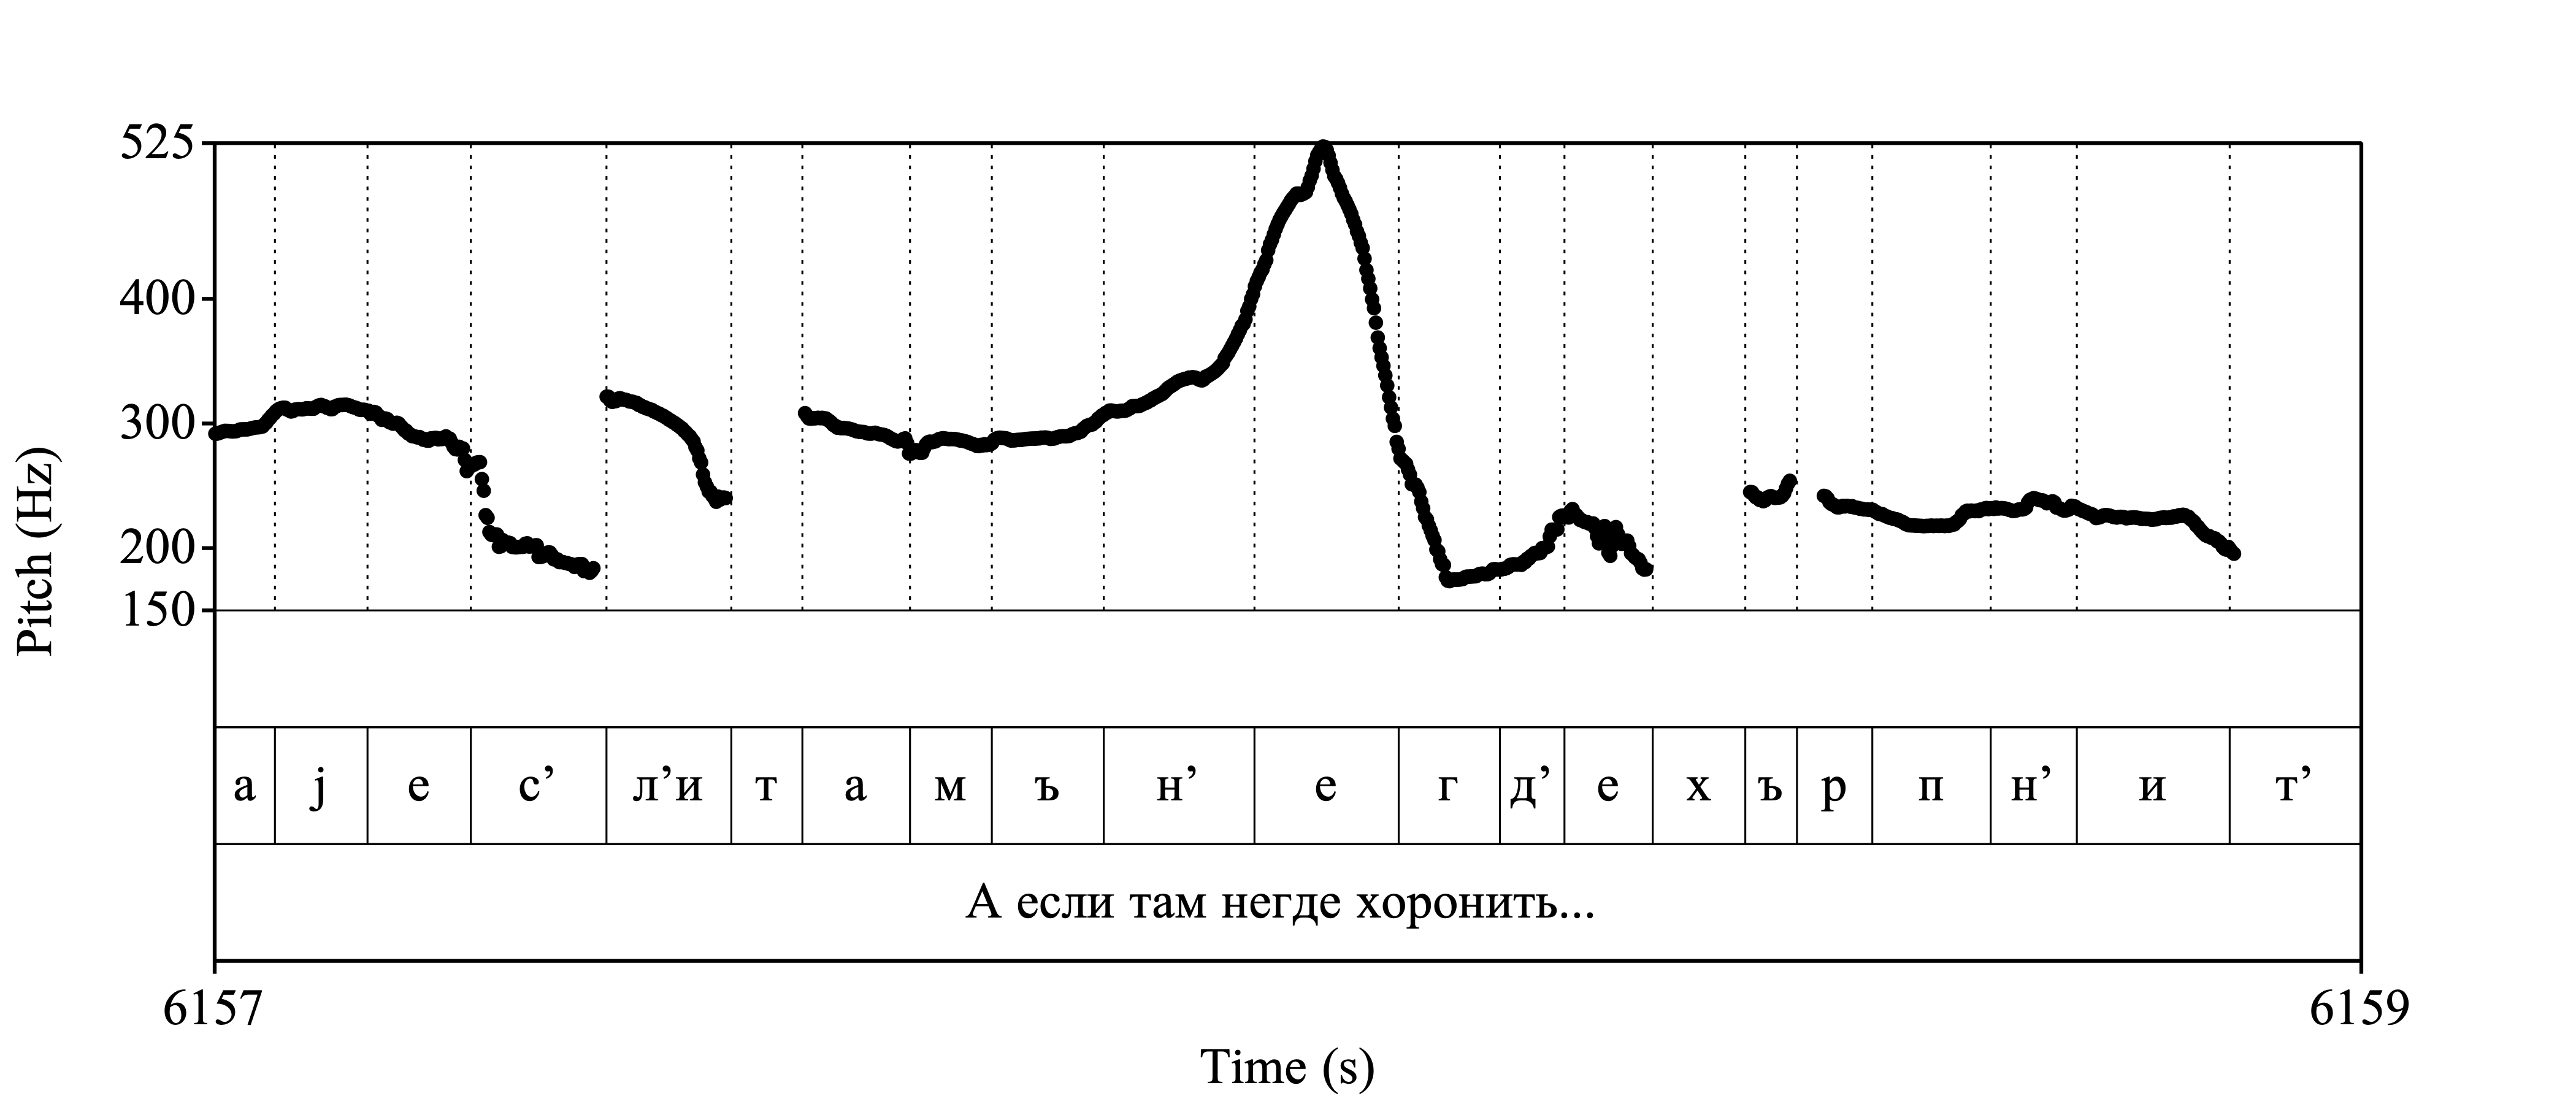 525
400
300
200
150
Pitch (Hz)
а ј е с’ л’и т а м ъ н’ е г д’ е х ъ р п н’ и т’
А если там негде хоронить...
6157 6159
Time (s)